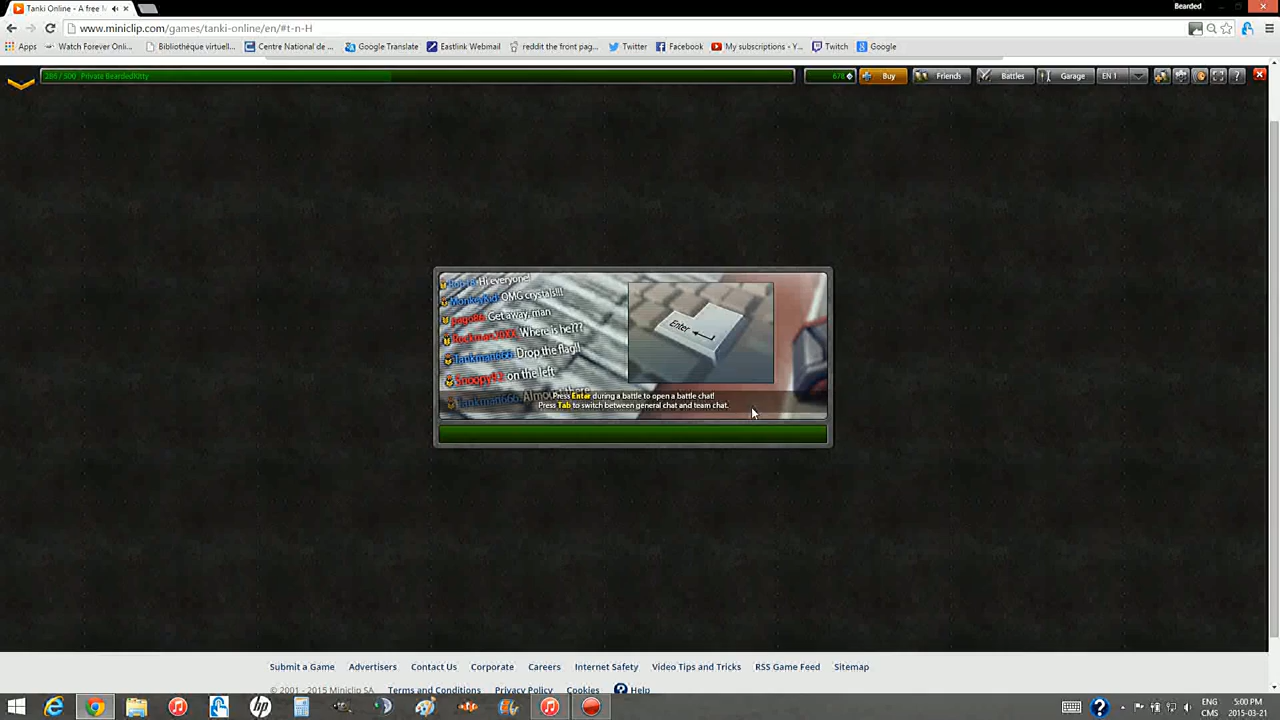 Tanki Online - A free M
Bearded
www.miniclip.com/games/tanki-online/en/#t-n-H
Apps Watch Forever Onli... Bibliothèque virtuell... Centre National de ... Google Translate Eastlink Webmail reddit the front pag... Twitter Facebook My subscriptions - Y... Twitch Google
286 / 500 Private BeardedKitty 678 Buy Friends Battles Garage EN 1 ?
Hi everyone!
OMG crystals!!!
Get away, man
Where is he???
Drop the flag!!
on the left
Enter
Press Enter during a battle to open a battle chat!
Press Tab to switch between general chat and team chat.
Submit a Game Advertisers Contact Us Corporate Careers Internet Safety Video Tips and Tricks RSS Game Feed Sitemap
© 2001 - 2015 Miniclip SA Terms and Conditions Privacy Policy Cookies ? Help
ENG 5:00 PM
CMS 2015-03-21